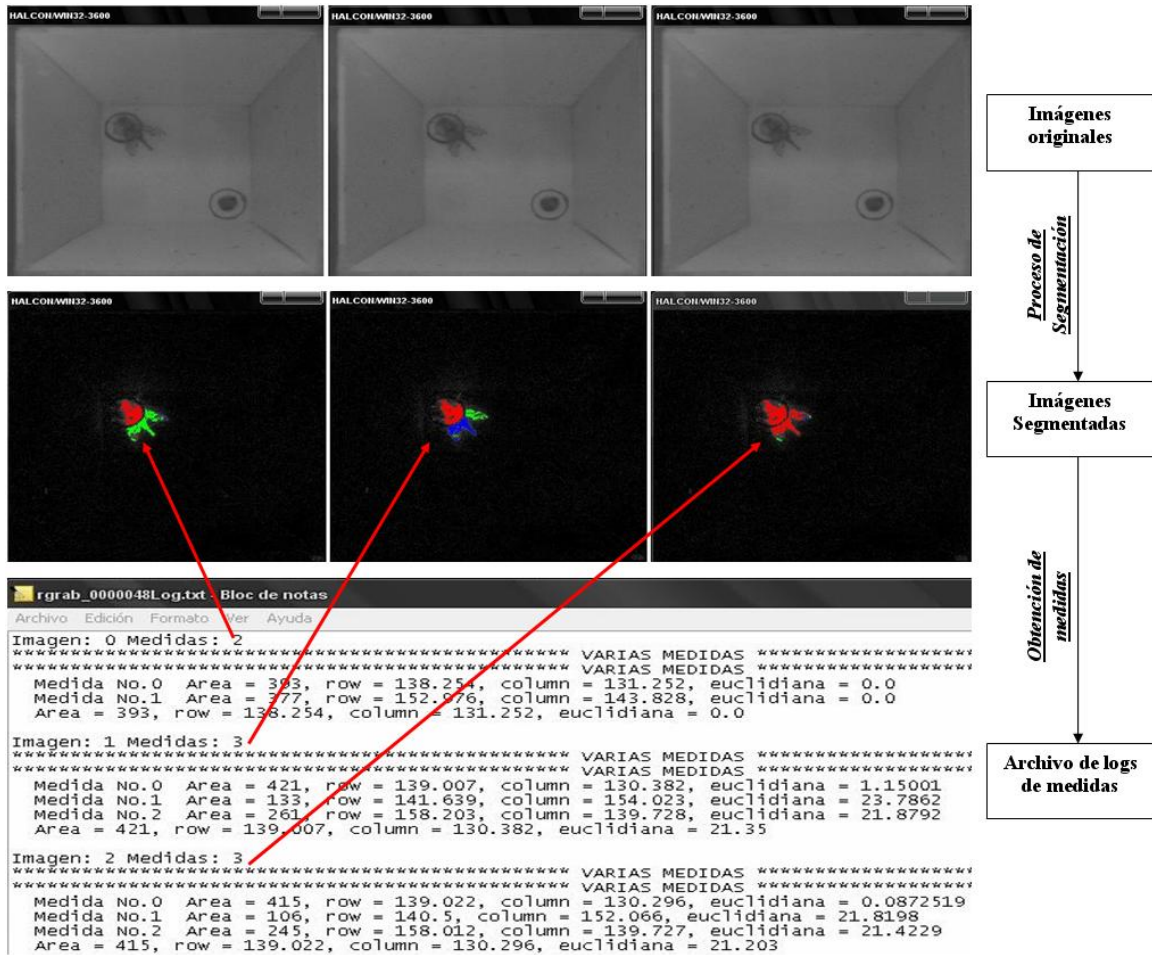 HALCON/WIN32-3600
HALCON/WIN32-3600
HALCON/WIN32-3600
Imágenes
originales
Proceso de
Segmentación
HALCON/WIN32-3600
HALCON/WIN32-3600
HALCON/WIN32-3600
Imágenes
Segmentadas
Obtención de
medidas
Archivo de logs
de medidas
rgrab_0000048Log.txt - Bloc de notas
Archivo Edición Formato Ver Ayuda
Imagen: 0 Medidas: 2
*********************************************** VARIAS MEDIDAS ********************
*********************************************** VARIAS MEDIDAS ********************
Medida No.0 Area = 393, row = 138.254, column = 131.252, euclidiana = 0.0
Medida No.1 Area = 377, row = 152.976, column = 143.828, euclidiana = 0.0
Area = 393, row = 138.254, column = 131.252, euclidiana = 0.0
Imagen: 1 Medidas: 3
*********************************************** VARIAS MEDIDAS ********************
*********************************************** VARIAS MEDIDAS ********************
Medida No.0 Area = 421, row = 139.007, column = 130.382, euclidiana = 1.15001
Medida No.1 Area = 133, row = 141.639, column = 154.023, euclidiana = 23.7862
Medida No.2 Area = 261, row = 158.203, column = 139.728, euclidiana = 21.8792
Area = 421, row = 139.007, column = 130.382, euclidiana = 21.35
Imagen: 2 Medidas: 3
*********************************************** VARIAS MEDIDAS ********************
*********************************************** VARIAS MEDIDAS ********************
Medida No.0 Area = 415, row = 139.022, column = 130.296, euclidiana = 0.0872519
Medida No.1 Area = 106, row = 140.5, column = 152.066, euclidiana = 21.8198
Medida No.2 Area = 245, row = 158.012, column = 139.727, euclidiana = 21.4229
Area = 415, row = 139.022, column = 130.296, euclidiana = 21.203